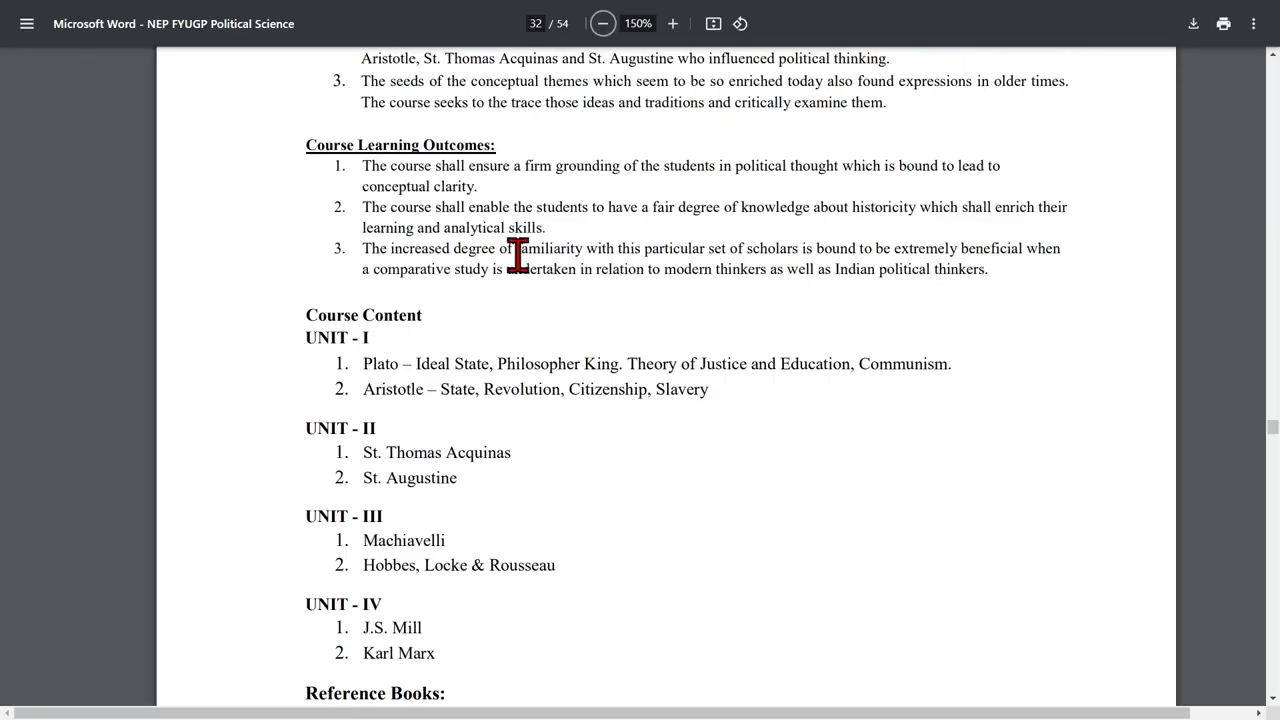 Microsoft Word - NEP FYUGP Political Science
32 / 54
150%
Aristotle, St. Thomas Acquinas and St. Augustine who influenced political thinking.
3. The seeds of the conceptual themes which seem to be so enriched today also found expressions in older times.
The course seeks to the trace those ideas and traditions and critically examine them.
Course Learning Outcomes:
1. The course shall ensure a firm grounding of the students in political thought which is bound to lead to
conceptual clarity.
2. The course shall enable the students to have a fair degree of knowledge about historicity which shall enrich their
learning and analytical skills.
3. The increased degree of familiarity with this particular set of scholars is bound to be extremely beneficial when
a comparative study is undertaken in relation to modern thinkers as well as Indian political thinkers.
Course Content
UNIT - I
1. Plato – Ideal State, Philosopher King. Theory of Justice and Education, Communism.
2. Aristotle – State, Revolution, Citizenship, Slavery
UNIT - II
1. St. Thomas Acquinas
2. St. Augustine
UNIT - III
1. Machiavelli
2. Hobbes, Locke & Rousseau
UNIT - IV
1. J.S. Mill
2. Karl Marx
Reference Books: